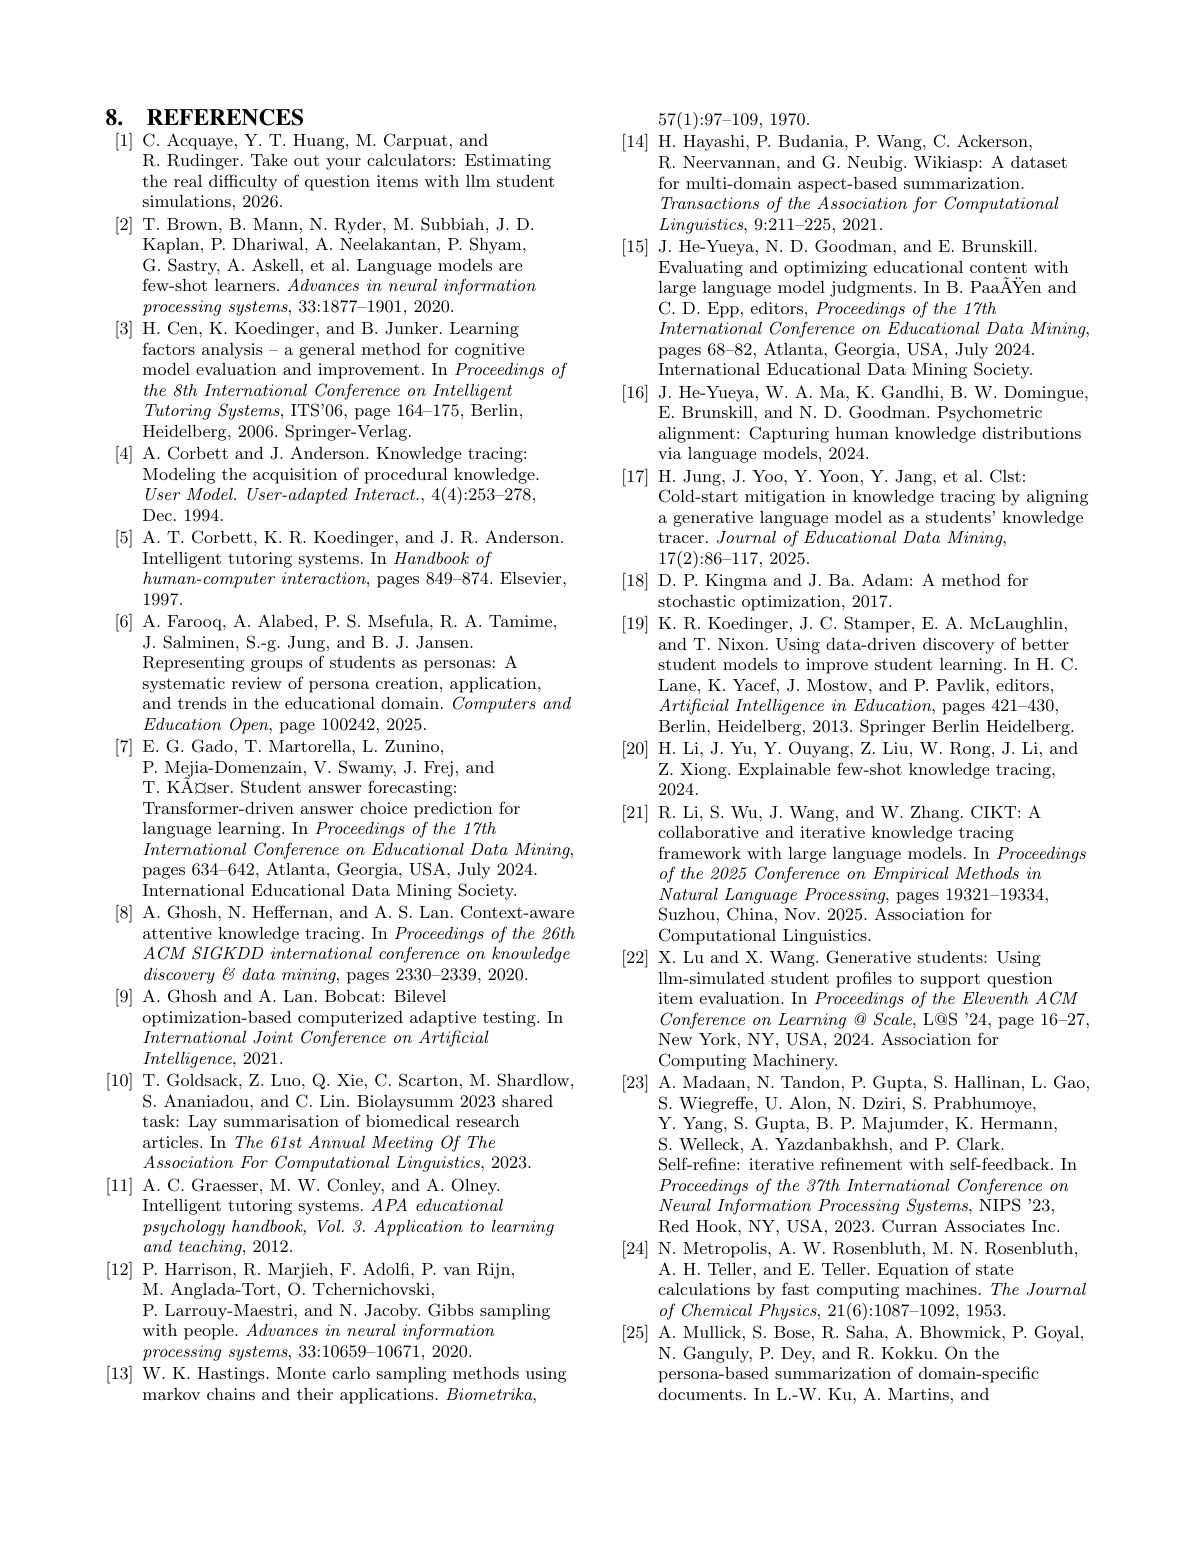 8. REFERENCES
[1] C. Acquaye, Y. T. Huang, M. Carpuat, and
R. Rudinger. Take out your calculators: Estimating
the real difficulty of question items with llm student
simulations, 2026.
[2] T. Brown, B. Mann, N. Ryder, M. Subbiah, J. D.
Kaplan, P. Dhariwal, A. Neelakantan, P. Shyam,
G. Sastry, A. Askell, et al. Language models are
few-shot learners. Advances in neural information
processing systems, 33:1877–1901, 2020.
[3] H. Cen, K. Koedinger, and B. Junker. Learning
factors analysis – a general method for cognitive
model evaluation and improvement. In Proceedings of
the 8th International Conference on Intelligent
Tutoring Systems, ITS'06, page 164–175, Berlin,
Heidelberg, 2006. Springer-Verlag.
[4] A. Corbett and J. Anderson. Knowledge tracing:
Modeling the acquisition of procedural knowledge.
User Model. User-adapted Interact., 4(4):253–278,
Dec. 1994.
[5] A. T. Corbett, K. R. Koedinger, and J. R. Anderson.
Intelligent tutoring systems. In Handbook of
human-computer interaction, pages 849–874. Elsevier,
1997.
[6] A. Farooq, A. Alabed, P. S. Msefula, R. A. Tamime,
J. Salminen, S.-g. Jung, and B. J. Jansen.
Representing groups of students as personas: A
systematic review of persona creation, application,
and trends in the educational domain. Computers and
Education Open, page 100242, 2025.
[7] E. G. Gado, T. Martorella, L. Zunino,
P. Mejia-Domenzain, V. Swamy, J. Frej, and
T. KÃ¤ser. Student answer forecasting:
Transformer-driven answer choice prediction for
language learning. In Proceedings of the 17th
International Conference on Educational Data Mining,
pages 634–642, Atlanta, Georgia, USA, July 2024.
International Educational Data Mining Society.
[8] A. Ghosh, N. Heffernan, and A. S. Lan. Context-aware
attentive knowledge tracing. In Proceedings of the 26th
ACM SIGKDD international conference on knowledge
discovery & data mining, pages 2330–2339, 2020.
[9] A. Ghosh and A. Lan. Bobcat: Bilevel
optimization-based computerized adaptive testing. In
International Joint Conference on Artificial
Intelligence, 2021.
[10] T. Goldsack, Z. Luo, Q. Xie, C. Scarton, M. Shardlow,
S. Ananiadou, and C. Lin. Biolaysumm 2023 shared
task: Lay summarisation of biomedical research
articles. In The 61st Annual Meeting Of The
Association For Computational Linguistics, 2023.
[11] A. C. Graesser, M. W. Conley, and A. Olney.
Intelligent tutoring systems. APA educational
psychology handbook, Vol. 3. Application to learning
and teaching, 2012.
[12] P. Harrison, R. Marjieh, F. Adolfi, P. van Rijn,
M. Anglada-Tort, O. Tchernichovski,
P. Larrouy-Maestri, and N. Jacoby. Gibbs sampling
with people. Advances in neural information
processing systems, 33:10659–10671, 2020.
[13] W. K. Hastings. Monte carlo sampling methods using
markov chains and their applications. Biometrika,
57(1):97–109, 1970.
[14] H. Hayashi, P. Budania, P. Wang, C. Ackerson,
R. Neervannan, and G. Neubig. Wikiasp: A dataset
for multi-domain aspect-based summarization.
Transactions of the Association for Computational
Linguistics, 9:211–225, 2021.
[15] J. He-Yueya, N. D. Goodman, and E. Brunskill.
Evaluating and optimizing educational content with
large language model judgments. In B. PaaÃŸen and
C. D. Epp, editors, Proceedings of the 17th
International Conference on Educational Data Mining,
pages 68–82, Atlanta, Georgia, USA, July 2024.
International Educational Data Mining Society.
[16] J. He-Yueya, W. A. Ma, K. Gandhi, B. W. Domingue,
E. Brunskill, and N. D. Goodman. Psychometric
alignment: Capturing human knowledge distributions
via language models, 2024.
[17] H. Jung, J. Yoo, Y. Yoon, Y. Jang, et al. Clst:
Cold-start mitigation in knowledge tracing by aligning
a generative language model as a students' knowledge
tracer. Journal of Educational Data Mining,
17(2):86–117, 2025.
[18] D. P. Kingma and J. Ba. Adam: A method for
stochastic optimization, 2017.
[19] K. R. Koedinger, J. C. Stamper, E. A. McLaughlin,
and T. Nixon. Using data-driven discovery of better
student models to improve student learning. In H. C.
Lane, K. Yacef, J. Mostow, and P. Pavlik, editors,
Artificial Intelligence in Education, pages 421–430,
Berlin, Heidelberg, 2013. Springer Berlin Heidelberg.
[20] H. Li, J. Yu, Y. Ouyang, Z. Liu, W. Rong, J. Li, and
Z. Xiong. Explainable few-shot knowledge tracing,
2024.
[21] R. Li, S. Wu, J. Wang, and W. Zhang. CIKT: A
collaborative and iterative knowledge tracing
framework with large language models. In Proceedings
of the 2025 Conference on Empirical Methods in
Natural Language Processing, pages 19321–19334,
Suzhou, China, Nov. 2025. Association for
Computational Linguistics.
[22] X. Lu and X. Wang. Generative students: Using
llm-simulated student profiles to support question
item evaluation. In Proceedings of the Eleventh ACM
Conference on Learning @ Scale, L@S '24, page 16–27,
New York, NY, USA, 2024. Association for
Computing Machinery.
[23] A. Madaan, N. Tandon, P. Gupta, S. Hallinan, L. Gao,
S. Wiegreffe, U. Alon, N. Dziri, S. Prabhumoye,
Y. Yang, S. Gupta, B. P. Majumder, K. Hermann,
S. Welleck, A. Yazdanbakhsh, and P. Clark.
Self-refine: iterative refinement with self-feedback. In
Proceedings of the 37th International Conference on
Neural Information Processing Systems, NIPS '23,
Red Hook, NY, USA, 2023. Curran Associates Inc.
[24] N. Metropolis, A. W. Rosenbluth, M. N. Rosenbluth,
A. H. Teller, and E. Teller. Equation of state
calculations by fast computing machines. The Journal
of Chemical Physics, 21(6):1087–1092, 1953.
[25] A. Mullick, S. Bose, R. Saha, A. Bhowmick, P. Goyal,
N. Ganguly, P. Dey, and R. Kokku. On the
persona-based summarization of domain-specific
documents. In L.-W. Ku, A. Martins, and